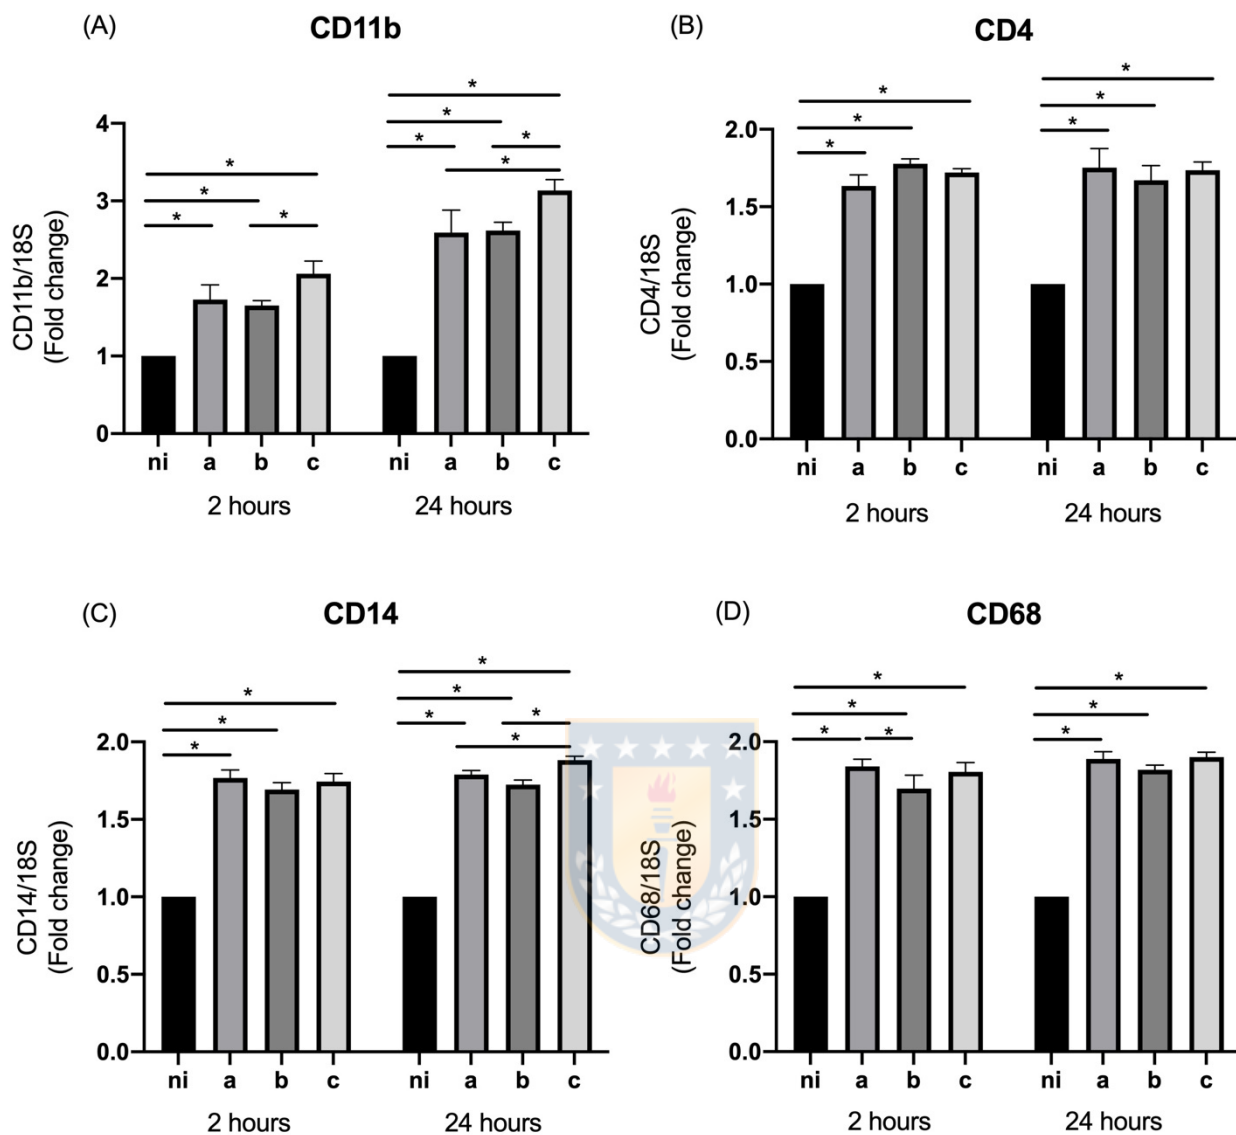 (A)
CD11b
CD11b/18S
(Fold change)
4
3
2
1
0
* * * * * * * * *
ni a b c ni a b c
2 hours 24 hours
(B)
CD4
CD4/18S
(Fold change)
2.0
1.5
1.0
0.5
0.0
* * * * * *
ni a b c ni a b c
2 hours 24 hours
(C)
CD14
CD14/18S
(Fold change)
2.0
1.5
1.0
0.5
0.0
* * * * * * * *
ni a b c ni a b c
2 hours 24 hours
(D)
CD68
CD68/18S
(Fold change)
2.0
1.5
1.0
0.5
0.0
* * * * * * *
ni a b c ni a b c
2 hours 24 hours